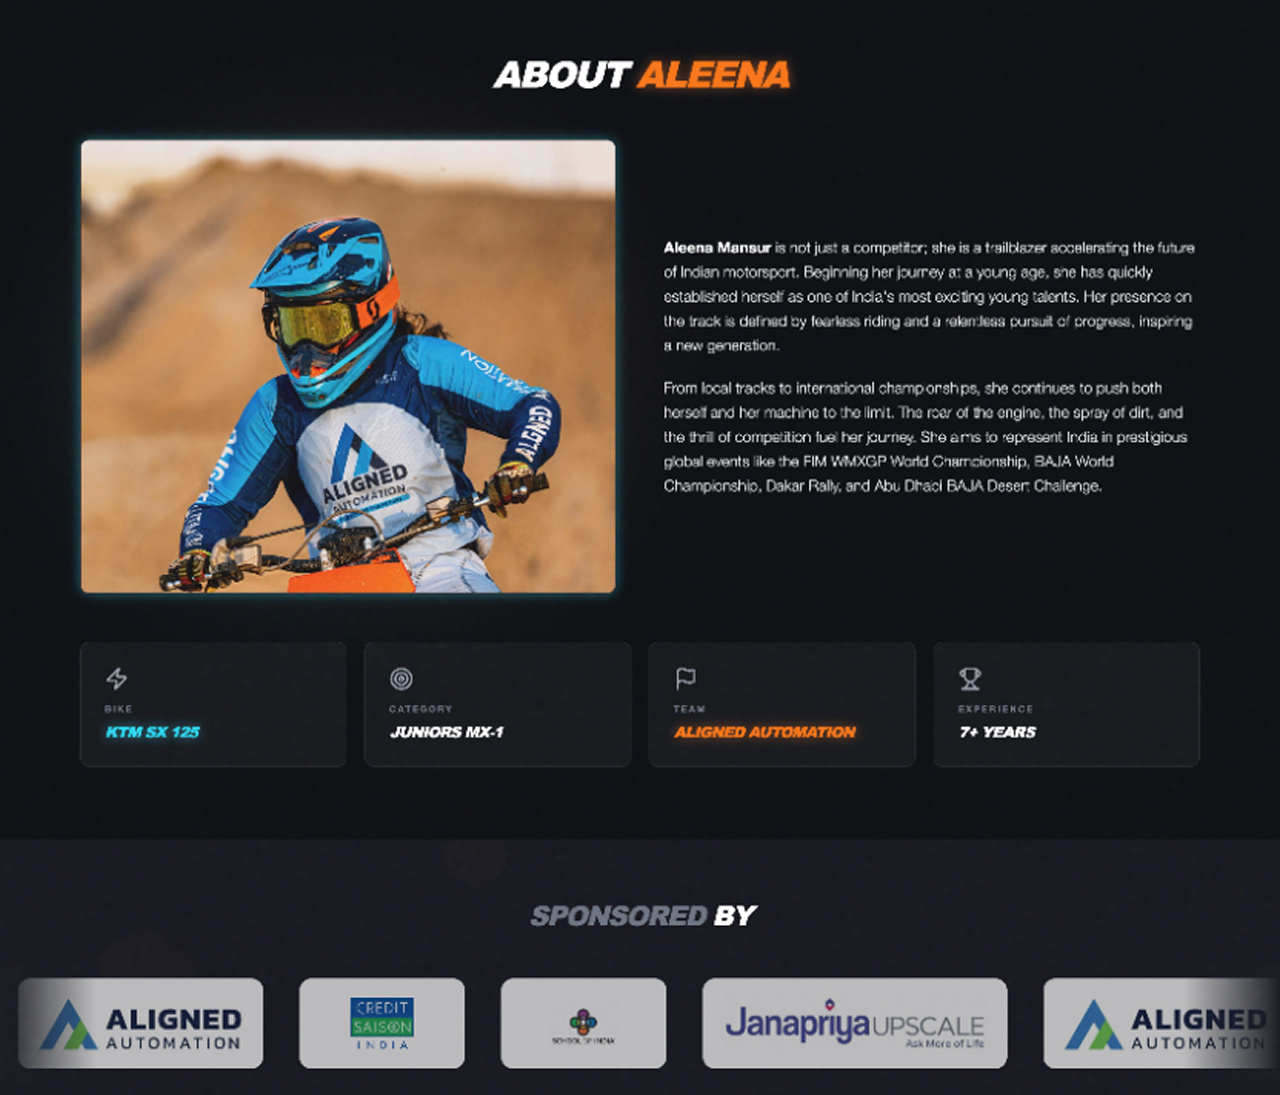 ABOUT ALEENA
Aleena Mansur is not just a competitor; she is a trailblazer accelerating the future
of Indian motorsport. Beginning her journey at a young age, she has quickly
established herself as one of India's most exciting young talents. Her presence on
the track is defined by fearless riding and a relentless pursuit of progress, inspiring
a new generation.
From local tracks to international championships, she continues to push both
herself and her machine to the limit. The roar of the engine, the spray of dirt, and
the thrill of competition fuel her journey. She aims to represent India in prestigious
global events like the FIM WMXGP World Championship, BAJA World
Championship, Dakar Rally, and Abu Dhabi BAJA Desert Challenge.
ALIGNED
AUTOMATION
ALIGNED
BIKE
KTM SX 125
CATEGORY
JUNIORS MX-1
TEAM
ALIGNED AUTOMATION
EXPERIENCE
7+ YEARS
SPONSORED BY
ALIGNED
AUTOMATION
CREDIT
SAISON
INDIA
SCHOOL OF INDIA
Janapriya UPSCALE
Ask More of Life
ALIGNED
AUTOMATION